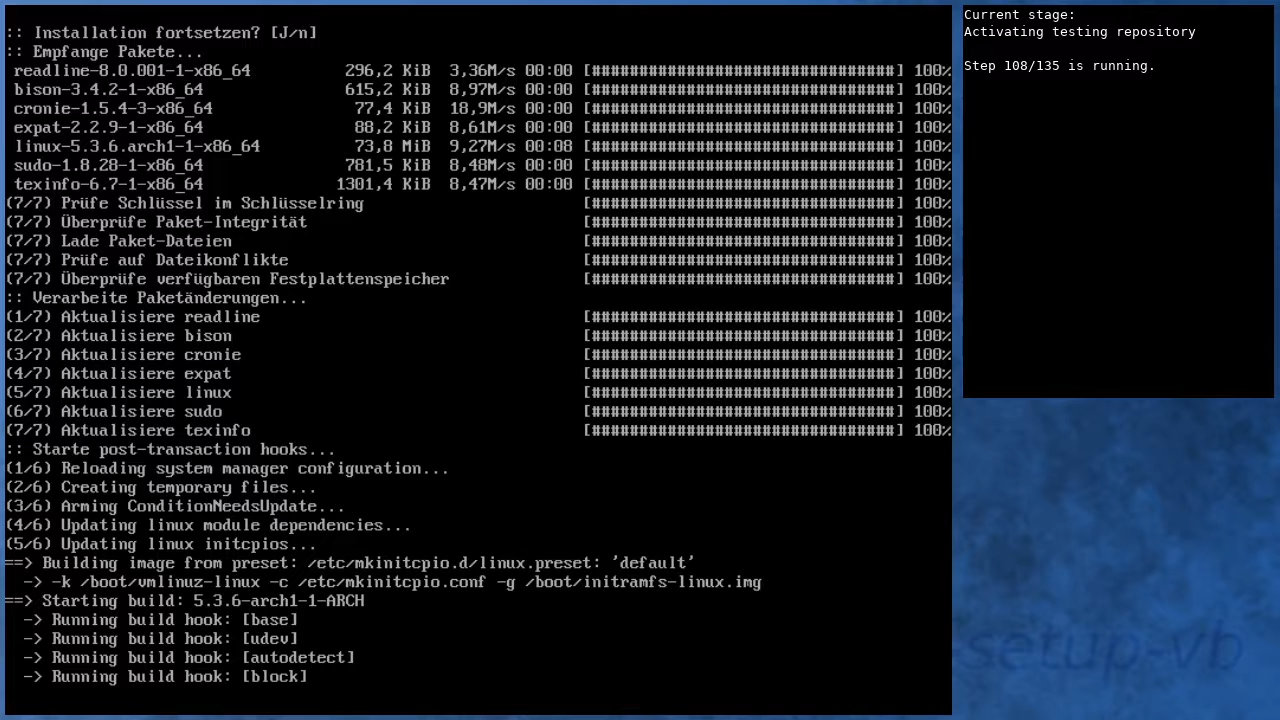 :: Installation fortsetzen? [J/n]
:: Empfange Pakete...
readline-8.0.001-1-x86_64 296,2 KiB 3,36M/s 00:00 [################################] 100%
bison-3.4.2-1-x86_64 615,2 KiB 8,97M/s 00:00 [################################] 100%
cronie-1.5.4-3-x86_64 77,4 KiB 18,9M/s 00:00 [################################] 100%
expat-2.2.9-1-x86_64 88,2 KiB 8,61M/s 00:00 [################################] 100%
linux-5.3.6.arch1-1-x86_64 73,8 MiB 9,27M/s 00:08 [################################] 100%
sudo-1.8.28-1-x86_64 781,5 KiB 8,48M/s 00:00 [################################] 100%
texinfo-6.7-1-x86_64 1301,4 KiB 8,47M/s 00:00 [################################] 100%
(7/7) Prüfe Schlüssel im Schlüsselring [################################] 100%
(7/7) Überprüfe Paket-Integrität [################################] 100%
(7/7) Lade Paket-Dateien [################################] 100%
(7/7) Prüfe auf Dateikonflikte [################################] 100%
(7/7) Überprüfe verfügbaren Festplattenspeicher [################################] 100%
:: Verarbeite Paketänderungen...
(1/7) Aktualisiere readline [################################] 100%
(2/7) Aktualisiere bison [################################] 100%
(3/7) Aktualisiere cronie [################################] 100%
(4/7) Aktualisiere expat [################################] 100%
(5/7) Aktualisiere linux [################################] 100%
(6/7) Aktualisiere sudo [################################] 100%
(7/7) Aktualisiere texinfo [################################] 100%
:: Starte post-transaction hooks...
(1/6) Reloading system manager configuration...
(2/6) Creating temporary files...
(3/6) Arming ConditionNeedsUpdate...
(4/6) Updating linux module dependencies...
(5/6) Updating linux initcpios...
==> Building image from preset: /etc/mkinitcpio.d/linux.preset: 'default'
-> -k /boot/vmlinuz-linux -c /etc/mkinitcpio.conf -g /boot/initramfs-linux.img
==> Starting build: 5.3.6-arch1-1-ARCH
-> Running build hook: [base]
-> Running build hook: [udev]
-> Running build hook: [autodetect]
-> Running build hook: [block]
Current stage:
Activating testing repository
Step 108/135 is running.
-setup-vb